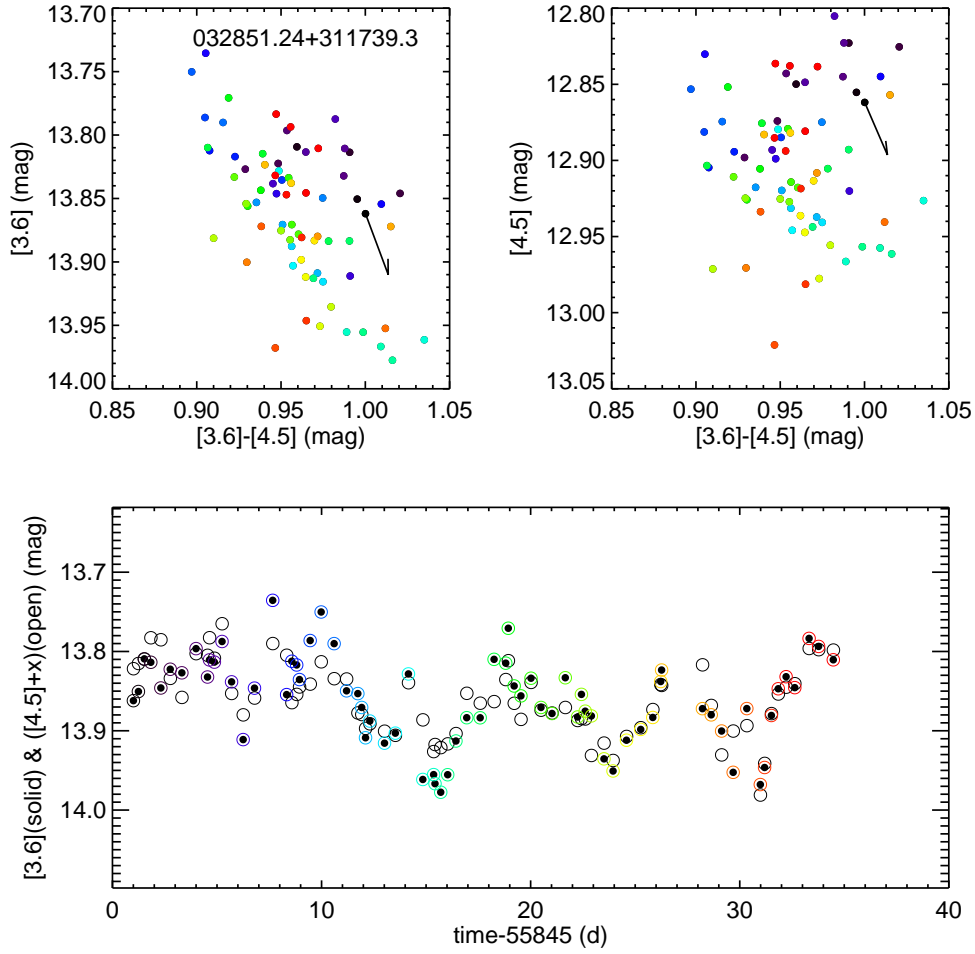 032851.24+311739.3
13.70
13.75
13.80
13.85
13.90
13.95
14.00
[3.6] (mag)
0.85 0.90 0.95 1.00 1.05
[3.6]-[4.5] (mag)
12.80
12.85
12.90
12.95
13.00
13.05
[4.5] (mag)
0.85 0.90 0.95 1.00 1.05
[3.6]-[4.5] (mag)
13.7
13.8
13.9
14.0
[3.6](solid) & ([4.5]+x)(open) (mag)
0 10 20 30 40
time-55845 (d)